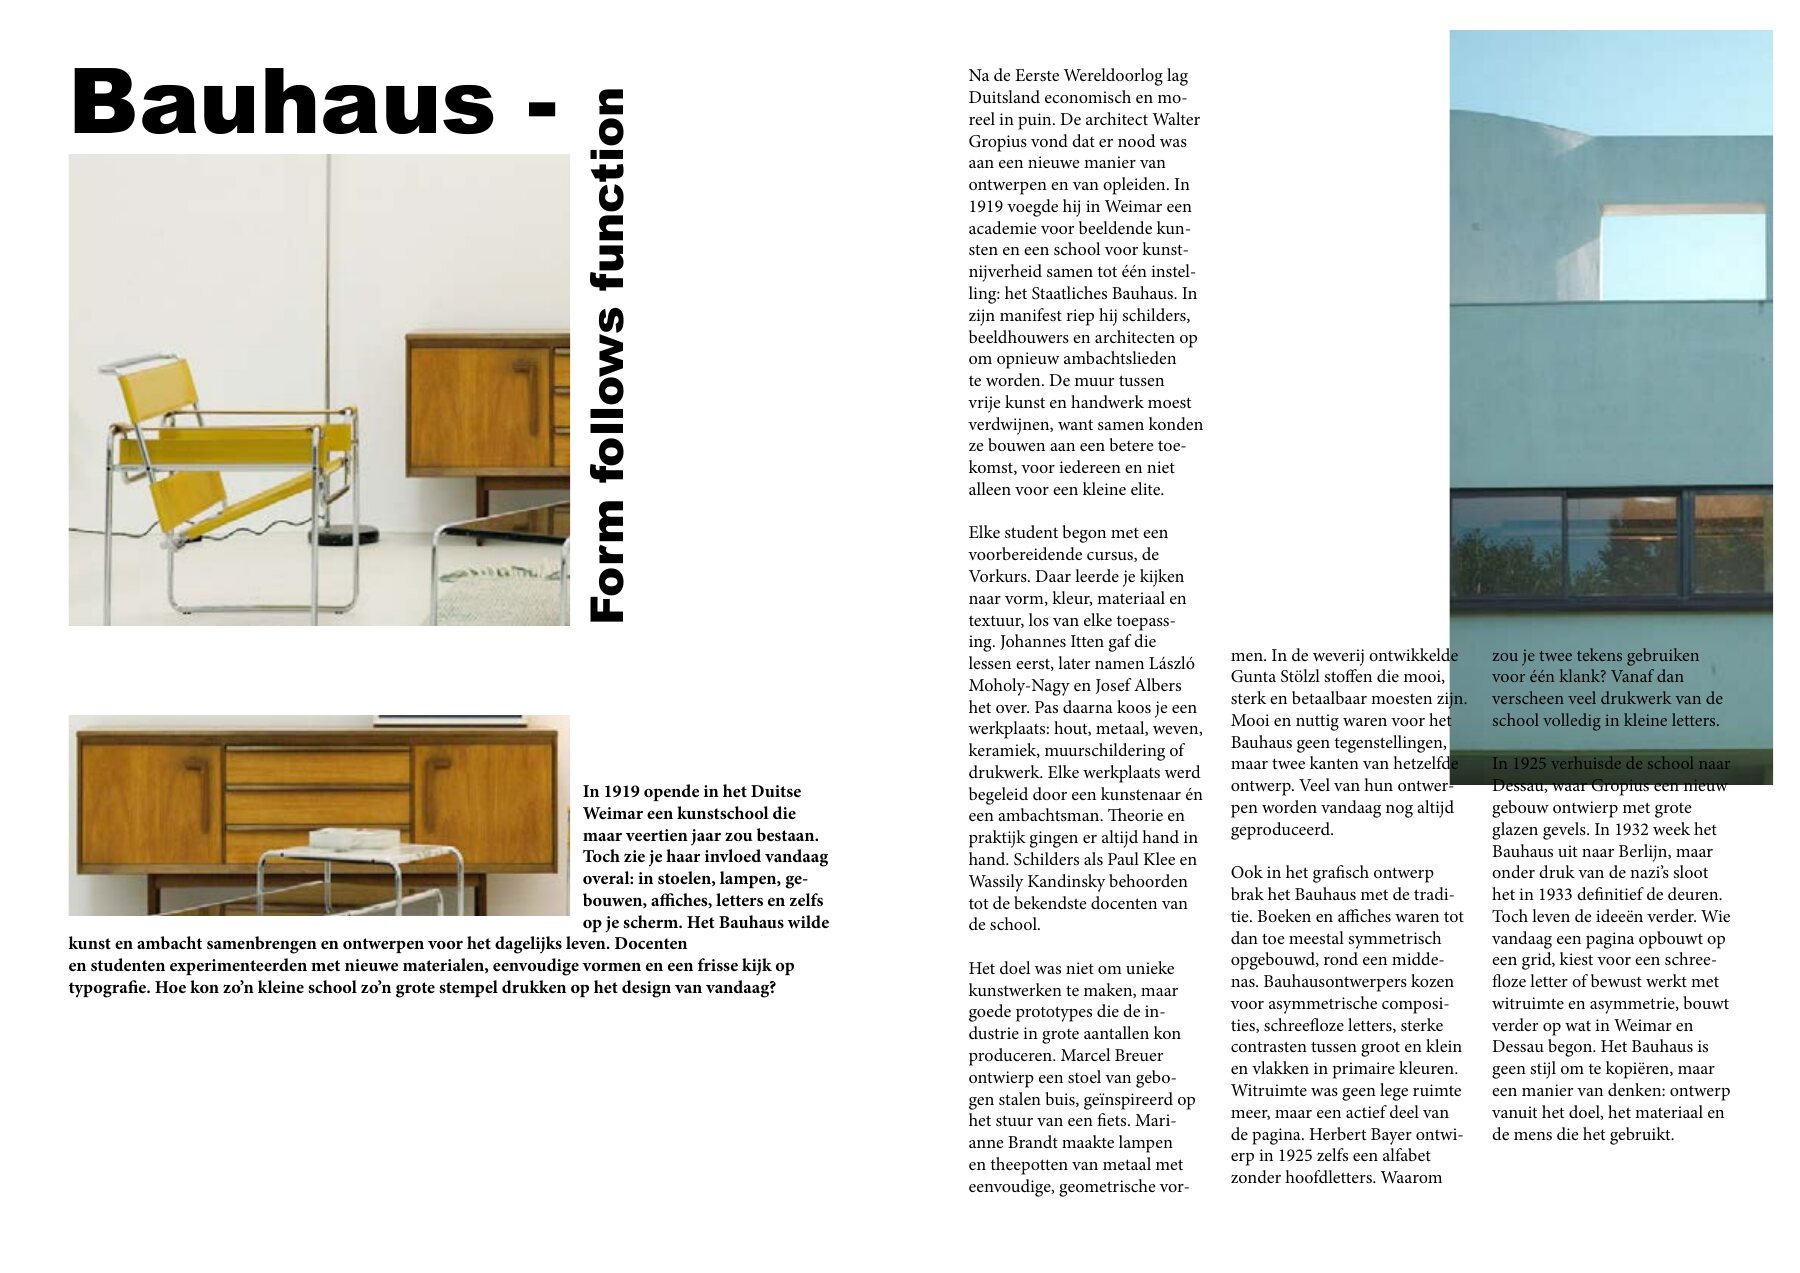 Bauhaus -
Form follows function
In 1919 opende in het Duitse
Weimar een kunstschool die
maar veertien jaar zou bestaan.
Toch zie je haar invloed vandaag
overal: in stoelen, lampen, ge-
bouwen, affiches, letters en zelfs
op je scherm. Het Bauhaus wilde
kunst en ambacht samenbrengen en ontwerpen voor het dagelijks leven. Docenten
en studenten experimenteerden met nieuwe materialen, eenvoudige vormen en een frisse kijk op
typografie. Hoe kon zo’n kleine school zo’n grote stempel drukken op het design van vandaag?
Na de Eerste Wereldoorlog lag
Duitsland economisch en mo-
reel in puin. De architect Walter
Gropius vond dat er nood was
aan een nieuwe manier van
ontwerpen en van opleiden. In
1919 voegde hij in Weimar een
academie voor beeldende kun-
sten en een school voor kunst-
nijverheid samen tot één instel-
ling: het Staatliches Bauhaus. In
zijn manifest riep hij schilders,
beeldhouwers en architecten op
om opnieuw ambachtslieden
te worden. De muur tussen
vrije kunst en handwerk moest
verdwijnen, want samen konden
ze bouwen aan een betere toe-
komst, voor iedereen en niet
alleen voor een kleine elite.
Elke student begon met een
voorbereidende cursus, de
Vorkurs. Daar leerde je kijken
naar vorm, kleur, materiaal en
textuur, los van elke toepass-
ing. Johannes Itten gaf die
lessen eerst, later namen László
Moholy-Nagy en Josef Albers
het over. Pas daarna koos je een
werkplaats: hout, metaal, weven,
keramiek, muurschildering of
drukwerk. Elke werkplaats werd
begeleid door een kunstenaar én
een ambachtsman. Theorie en
praktijk gingen er altijd hand in
hand. Schilders als Paul Klee en
Wassily Kandinsky behoorden
tot de bekendste docenten van
de school.
Het doel was niet om unieke
kunstwerken te maken, maar
goede prototypes die de in-
dustrie in grote aantallen kon
produceren. Marcel Breuer
ontwierp een stoel van gebo-
gen stalen buis, geïnspireerd op
het stuur van een fiets. Mari-
anne Brandt maakte lampen
en theepotten van metaal met
eenvoudige, geometrische vor-
men. In de weverij ontwikkelde
Gunta Stölzl stoffen die mooi,
sterk en betaalbaar moesten zijn.
Mooi en nuttig waren voor het
Bauhaus geen tegenstellingen,
maar twee kanten van hetzelfde
ontwerp. Veel van hun ontwer-
pen worden vandaag nog altijd
geproduceerd.
Ook in het grafisch ontwerp
brak het Bauhaus met de tradi-
tie. Boeken en affiches waren tot
dan toe meestal symmetrisch
opgebouwd, rond een midde-
nas. Bauhausontwerpers kozen
voor asymmetrische composi-
ties, schreefloze letters, sterke
contrasten tussen groot en klein
en vlakken in primaire kleuren.
Witruimte was geen lege ruimte
meer, maar een actief deel van
de pagina. Herbert Bayer ontwi-
erp in 1925 zelfs een alfabet
zonder hoofdletters. Waarom
zou je twee tekens gebruiken
voor één klank? Vanaf dan
verscheen veel drukwerk van de
school volledig in kleine letters.
In 1925 verhuisde de school naar
Dessau, waar Gropius een nieuw
gebouw ontwierp met grote
glazen gevels. In 1932 week het
Bauhaus uit naar Berlijn, maar
onder druk van de nazi’s sloot
het in 1933 definitief de deuren.
Toch leven de ideeën verder. Wie
vandaag een pagina opbouwt op
een grid, kiest voor een schree-
floze letter of bewust werkt met
witruimte en asymmetrie, bouwt
verder op wat in Weimar en
Dessau begon. Het Bauhaus is
geen stijl om te kopiëren, maar
een manier van denken: ontwerp
vanuit het doel, het materiaal en
de mens die het gebruikt.